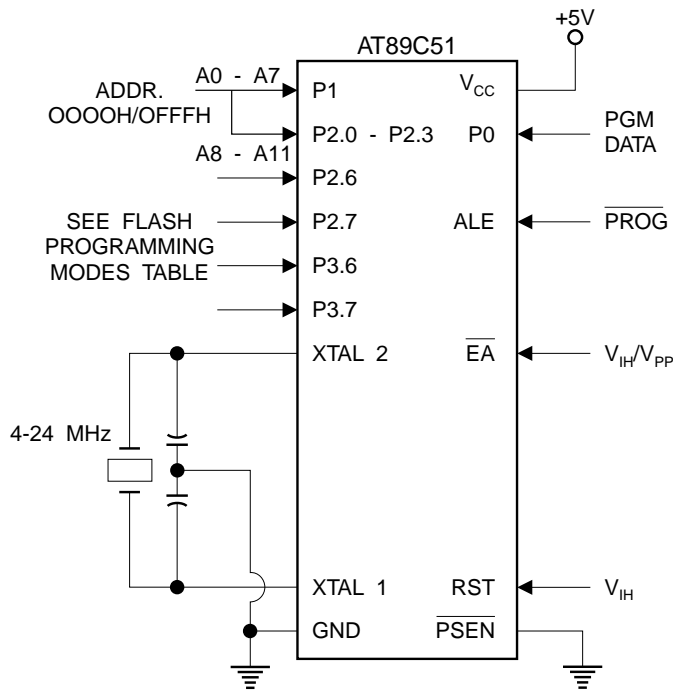 +5V
AT89C51
A0 - A7
ADDR.
OOOOH/OFFFH
P1
VCC
P2.0 - P2.3
P0
PGM
DATA
A8 - A11
P2.6
SEE FLASH
PROGRAMMING
MODES TABLE
P2.7
ALE
PROG
P3.6
P3.7
XTAL 2
EA
VIH/VPP
4-24 MHz
XTAL 1
RST
VIH
GND
PSEN